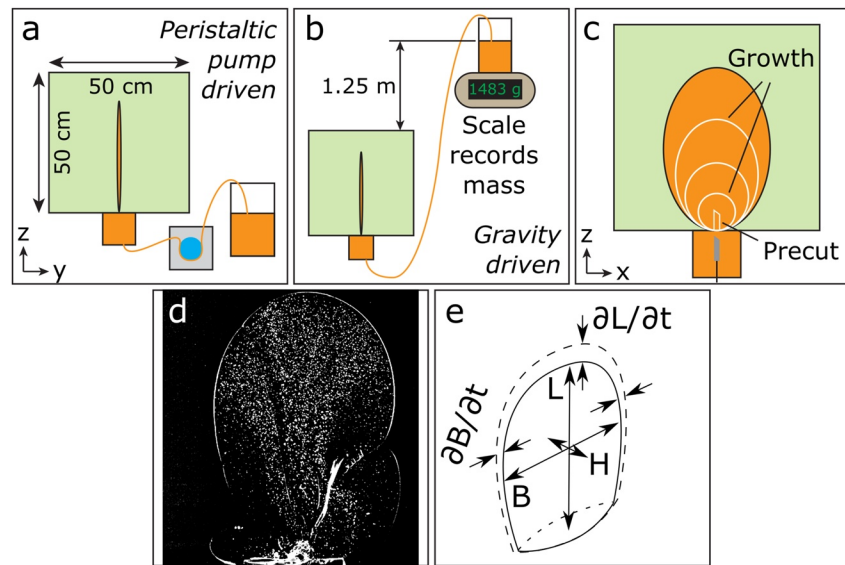 a
Peristaltic
pump
driven
50 cm
50 cm
z
y
b
1.25 m
1483 g
Scale
records
mass
Gravity
driven
c
Growth
Precut
z
x
d
e
∂L/∂t
∂B/∂t
L
H
B